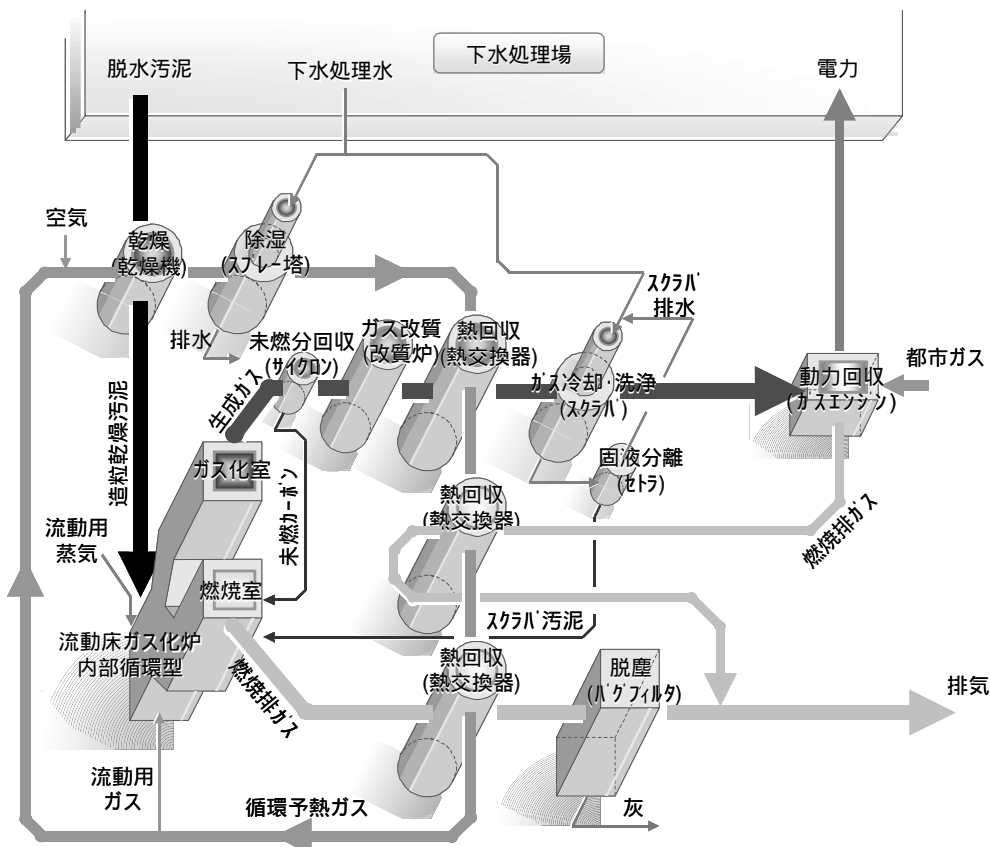 脱水汚泥
下水処理水
下水処理場
電力
空気
乾燥
(乾燥機)
除湿
(ｽﾌﾟﾚｰ塔)
ｽｸﾗﾊﾞ
排水
排水
未燃分回収
(ｻｲｸﾛﾝ)
ガス改質
(改質炉)
熱回収
(熱交換器)
ｶﾞｽ冷却･洗浄
(ｽｸﾗﾊﾞ)
動力回収
(ｶﾞｽｴﾝｼﾞﾝ)
都市ガス
生成ガス
造粒乾燥汚泥
ガス化室
未燃ｶｰﾎﾞﾝ
固液分離
(ｾﾄﾗ)
熱回収
(熱交換器)
燃焼排ガス
流動用
蒸気
燃焼室
ｽｸﾗﾊﾞ汚泥
流動床ガス化炉
内部循環型
燃焼排ガス
熱回収
(熱交換器)
脱塵
(ﾊﾞｸﾞﾌｨﾙﾀ)
排気
流動用
ガス
循環予熱ガス
灰